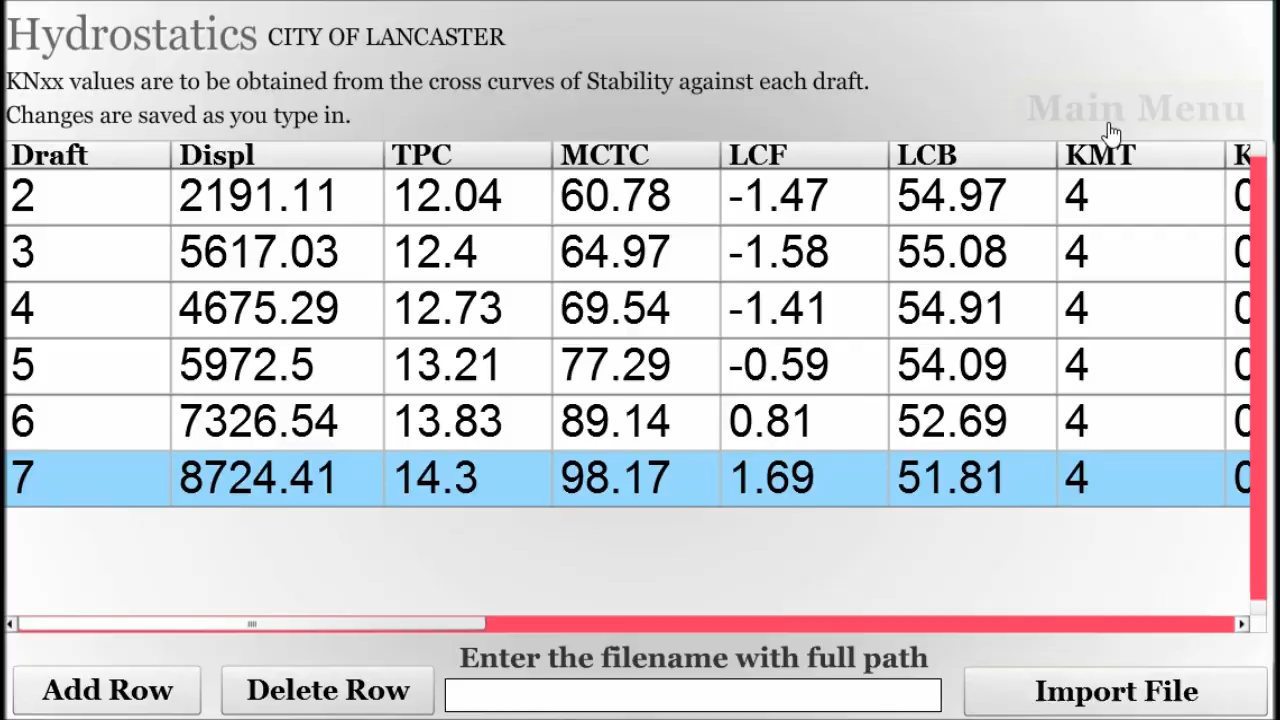 Hydrostatics CITY OF LANCASTER
KNxx values are to be obtained from the cross curves of Stability against each draft.
Changes are saved as you type in.
Main Menu
Draft Displ TPC MCTC LCF LCB KMT K
2 2191.11 12.04 60.78 -1.47 54.97 4 0
3 5617.03 12.4 64.97 -1.58 55.08 4 0
4 4675.29 12.73 69.54 -1.41 54.91 4 0
5 5972.5 13.21 77.29 -0.59 54.09 4 0
6 7326.54 13.83 89.14 0.81 52.69 4 0
7 8724.41 14.3 98.17 1.69 51.81 4 0
Enter the filename with full path
Add Row Delete Row Import File